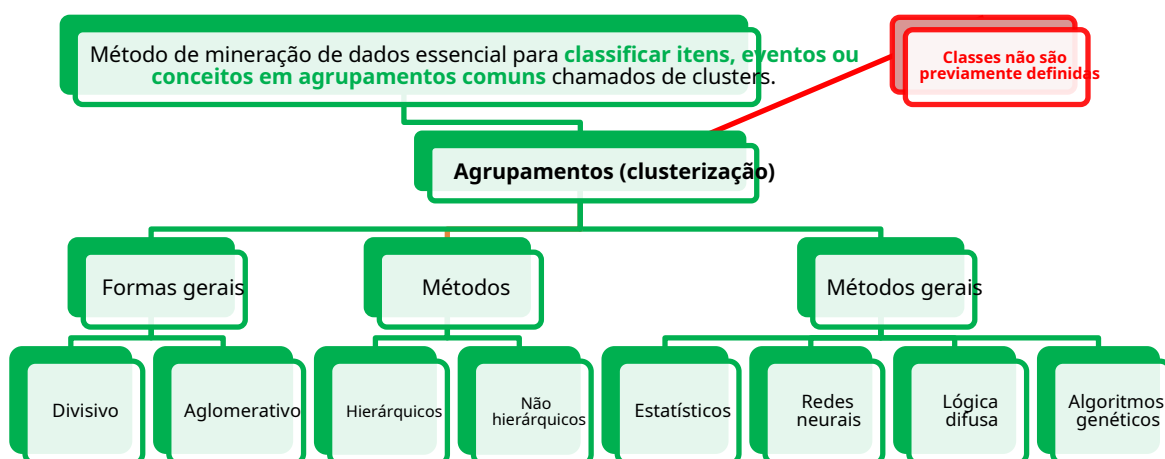 Método de mineração de dados essencial para classificar itens, eventos ou
conceitos em agrupamentos comuns chamados de clusters.
Classes não são
previamente definidas
Agrupamentos (clusterização)
Formas gerais
Métodos
Métodos gerais
Divisivo
Aglomerativo
Hierárquicos
Não
hierárquicos
Estatísticos
Redes
neurais
Lógica
difusa
Algoritmos
genéticos